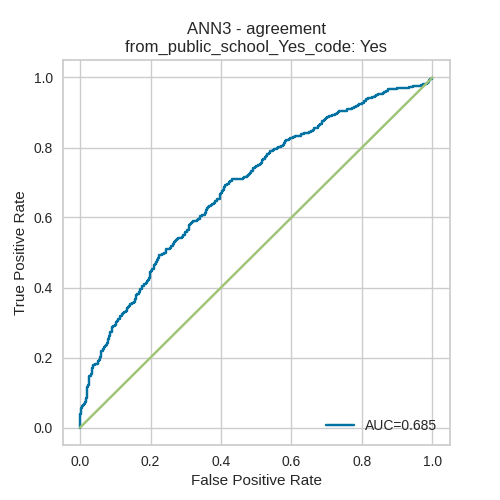 ANN3 - agreement
from_public_school_Yes_code: Yes
True Positive Rate
1.0
0.8
0.6
0.4
0.2
0.0
AUC=0.685
0.0 0.2 0.4 0.6 0.8 1.0
False Positive Rate